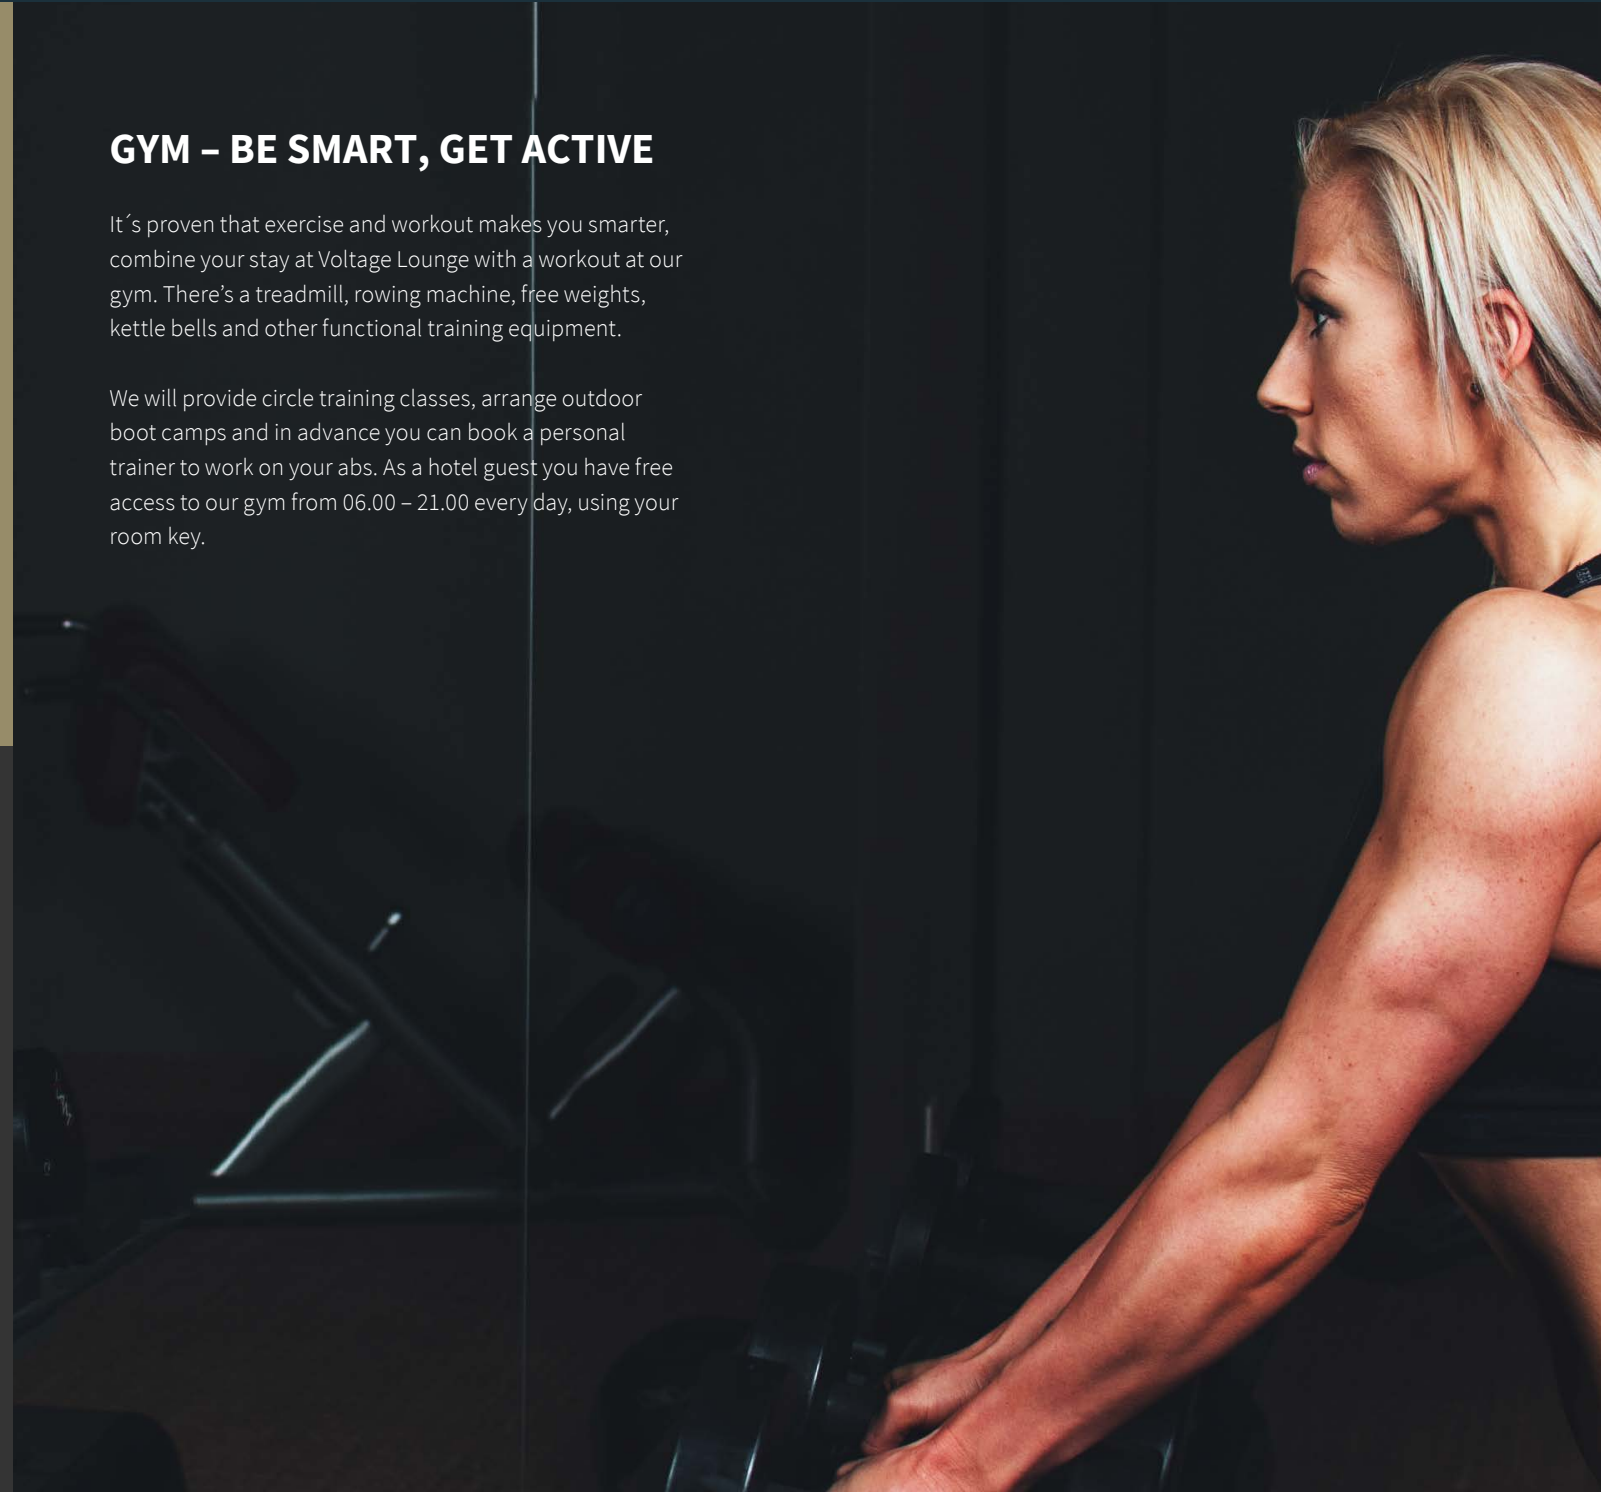 GYM – BE SMART, GET ACTIVE
It´s proven that exercise and workout makes you smarter,
combine your stay at Voltage Lounge with a workout at our
gym. There’s a treadmill, rowing machine, free weights,
kettle bells and other functional training equipment.
We will provide circle training classes, arrange outdoor
boot camps and in advance you can book a personal
trainer to work on your abs. As a hotel guest you have free
access to our gym from 06.00 – 21.00 every day, using your
room key.